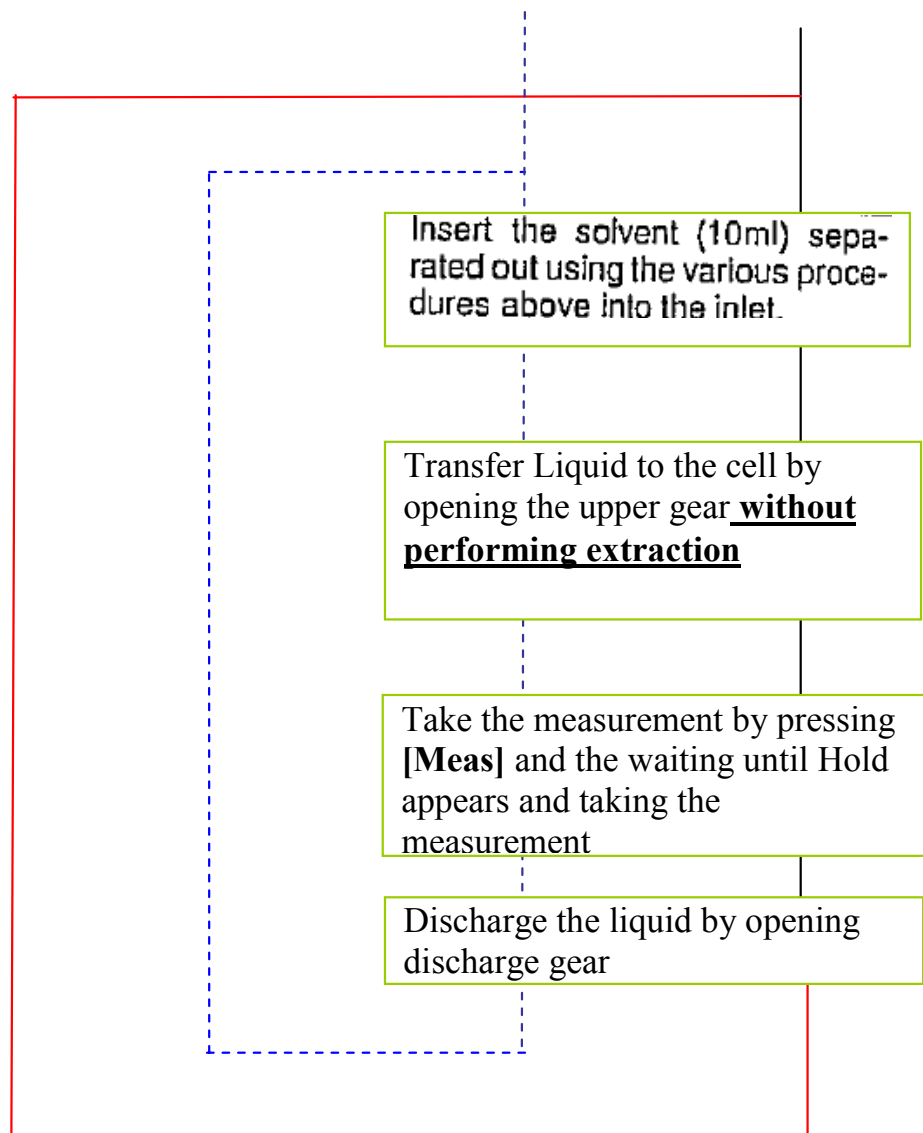 Insert the solvent (10ml) sepa-
rated out using the various proce-
dures above into the inlet.
Transfer Liquid to the cell by
opening the upper gear without
performing extraction
Take the measurement by pressing
[Meas] and the waiting until Hold
appears and taking the
measurement
Discharge the liquid by opening
discharge gear